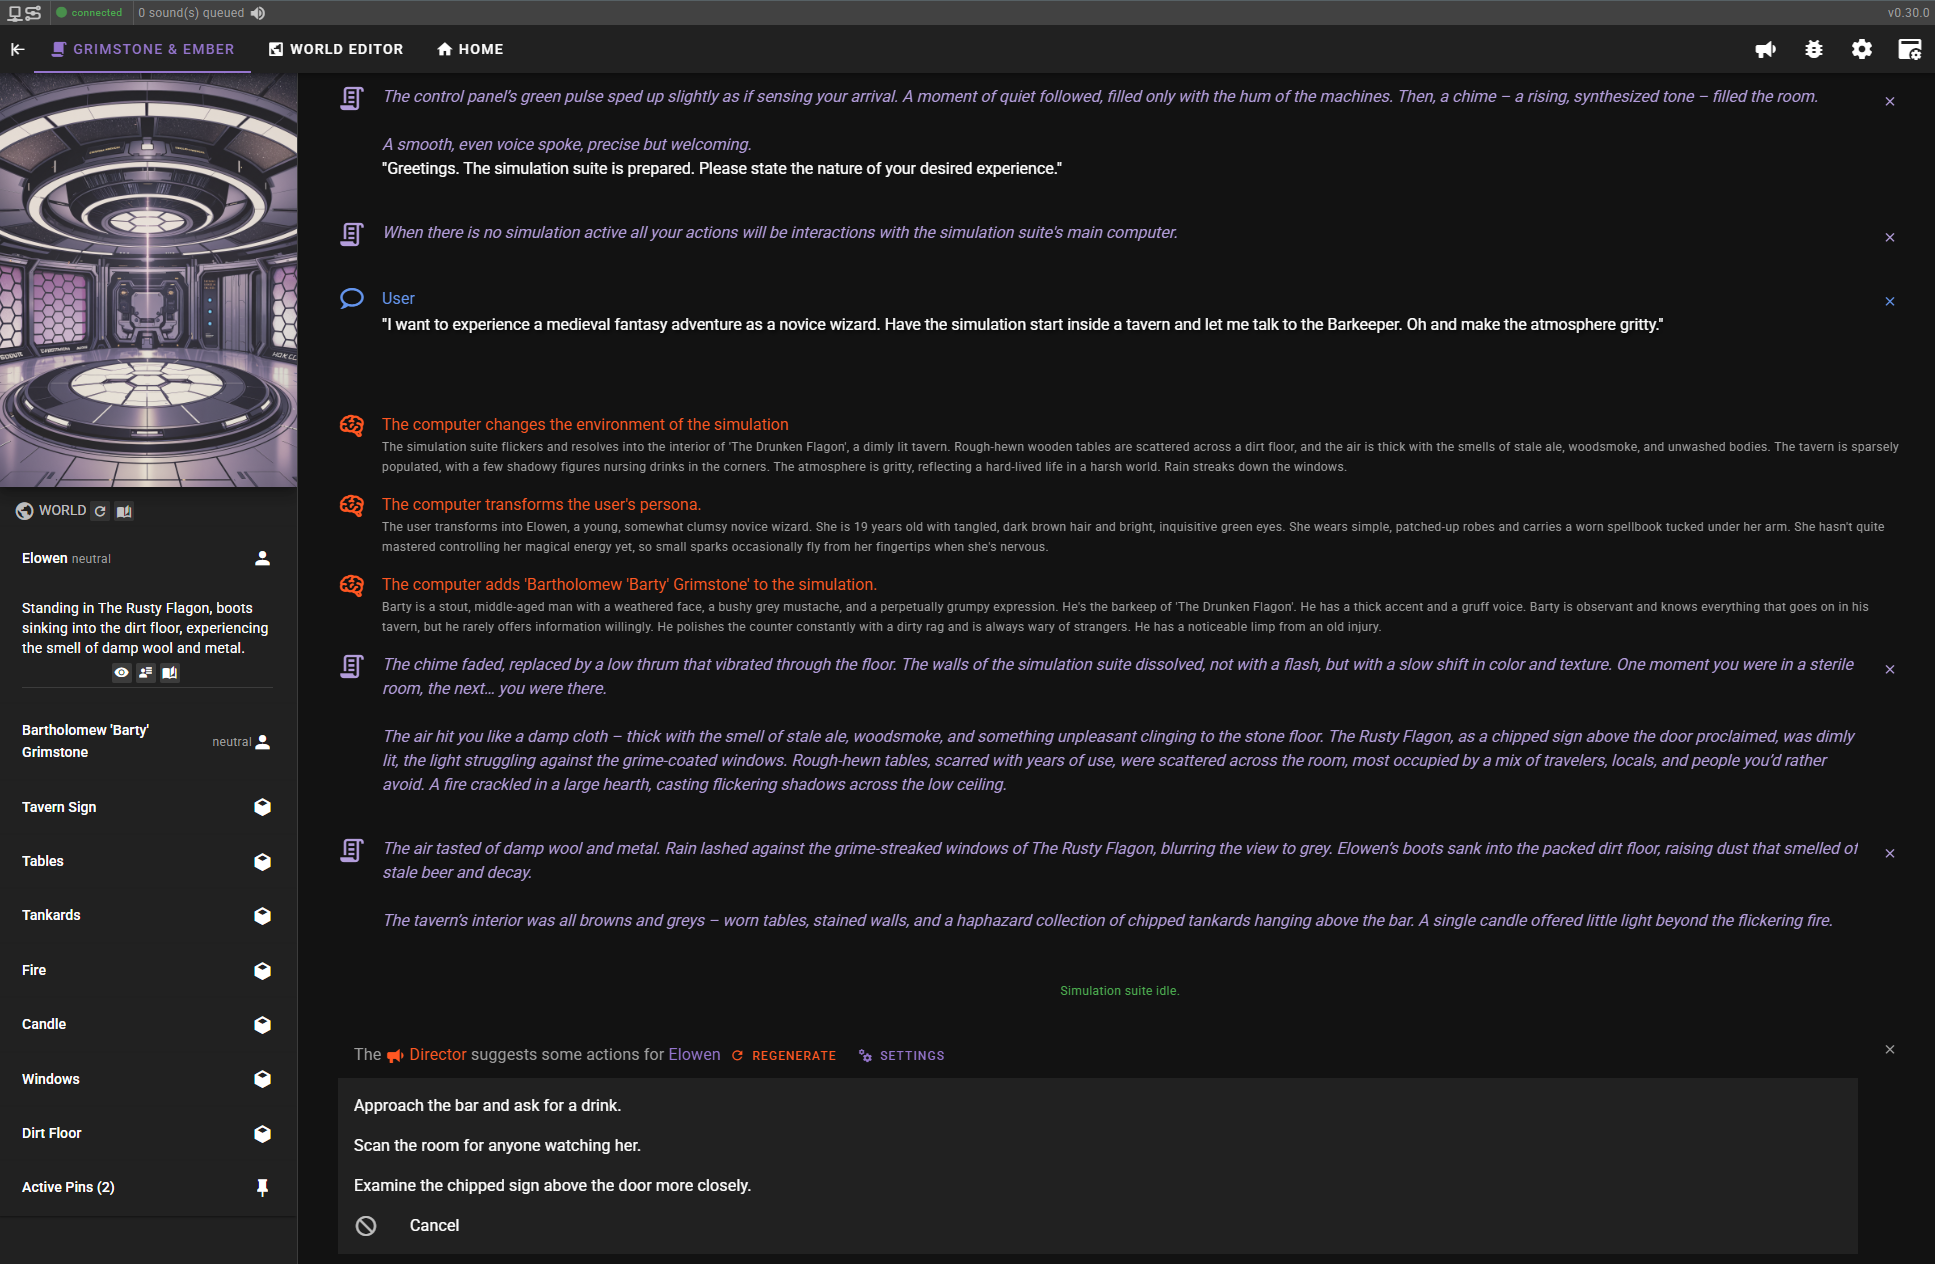 connected
0 sound(s) queued
v0.30.0
GRIMSTONE & EMBER
WORLD EDITOR
HOME
WORLD
Elowen neutral
Standing in The Rusty Flagon, boots
sinking into the dirt floor, experiencing
the smell of damp wool and metal.
Bartholomew 'Barty'
Grimstone
neutral
Tavern Sign
Tables
Tankards
Fire
Candle
Windows
Dirt Floor
Active Pins (2)
The control panel's green pulse sped up slightly as if sensing your arrival. A moment of quiet followed, filled only with the hum of the machines. Then, a chime – a rising, synthesized tone – filled the room.
A smooth, even voice spoke, precise but welcoming.
"Greetings. The simulation suite is prepared. Please state the nature of your desired experience."
When there is no simulation active all your actions will be interactions with the simulation suite's main computer.
User
"I want to experience a medieval fantasy adventure as a novice wizard. Have the simulation start inside a tavern and let me talk to the Barkeeper. Oh and make the atmosphere gritty."
The computer changes the environment of the simulation
The simulation suite flickers and resolves into the interior of 'The Drunken Flagon', a dimly lit tavern. Rough-hewn wooden tables are scattered across a dirt floor, and the air is thick with the smells of stale ale, woodsmoke, and unwashed bodies. The tavern is sparsely
populated, with a few shadowy figures nursing drinks in the corners. The atmosphere is gritty, reflecting a hard-lived life in a harsh world. Rain streaks down the windows.
The computer transforms the user's persona.
The user transforms into Elowen, a young, somewhat clumsy novice wizard. She is 19 years old with tangled, dark brown hair and bright, inquisitive green eyes. She wears simple, patched-up robes and carries a worn spellbook tucked under her arm. She hasn't quite
mastered controlling her magical energy yet, so small sparks occasionally fly from her fingertips when she's nervous.
The computer adds 'Bartholomew 'Barty' Grimstone' to the simulation.
Barty is a stout, middle-aged man with a weathered face, a bushy grey mustache, and a perpetually grumpy expression. He's the barkeep of 'The Drunken Flagon'. He has a thick accent and a gruff voice. Barty is observant and knows everything that goes on in his
tavern, but he rarely offers information willingly. He polishes the counter constantly with a dirty rag and is always wary of strangers. He has a noticeable limp from an old injury.
The chime faded, replaced by a low thrum that vibrated through the floor. The walls of the simulation suite dissolved, not with a flash, but with a slow shift in color and texture. One moment you were in a sterile
room, the next… you were there.
The air hit you like a damp cloth – thick with the smell of stale ale, woodsmoke, and something unpleasant clinging to the stone floor. The Rusty Flagon, as a chipped sign above the door proclaimed, was dimly
lit, the light struggling against the grime-coated windows. Rough-hewn tables, scarred with years of use, were scattered across the room, most occupied by a mix of travelers, locals, and people you'd rather
avoid. A fire crackled in a large hearth, casting flickering shadows across the low ceiling.
The air tasted of damp wool and metal. Rain lashed against the grime-streaked windows of The Rusty Flagon, blurring the view to grey. Elowen's boots sank into the packed dirt floor, raising dust that smelled of
stale beer and decay.
The tavern's interior was all browns and greys – worn tables, stained walls, and a haphazard collection of chipped tankards hanging above the bar. A single candle offered little light beyond the flickering fire.
Simulation suite idle.
The Director suggests some actions for Elowen REGENERATE SETTINGS
Approach the bar and ask for a drink.
Scan the room for anyone watching her.
Examine the chipped sign above the door more closely.
Cancel